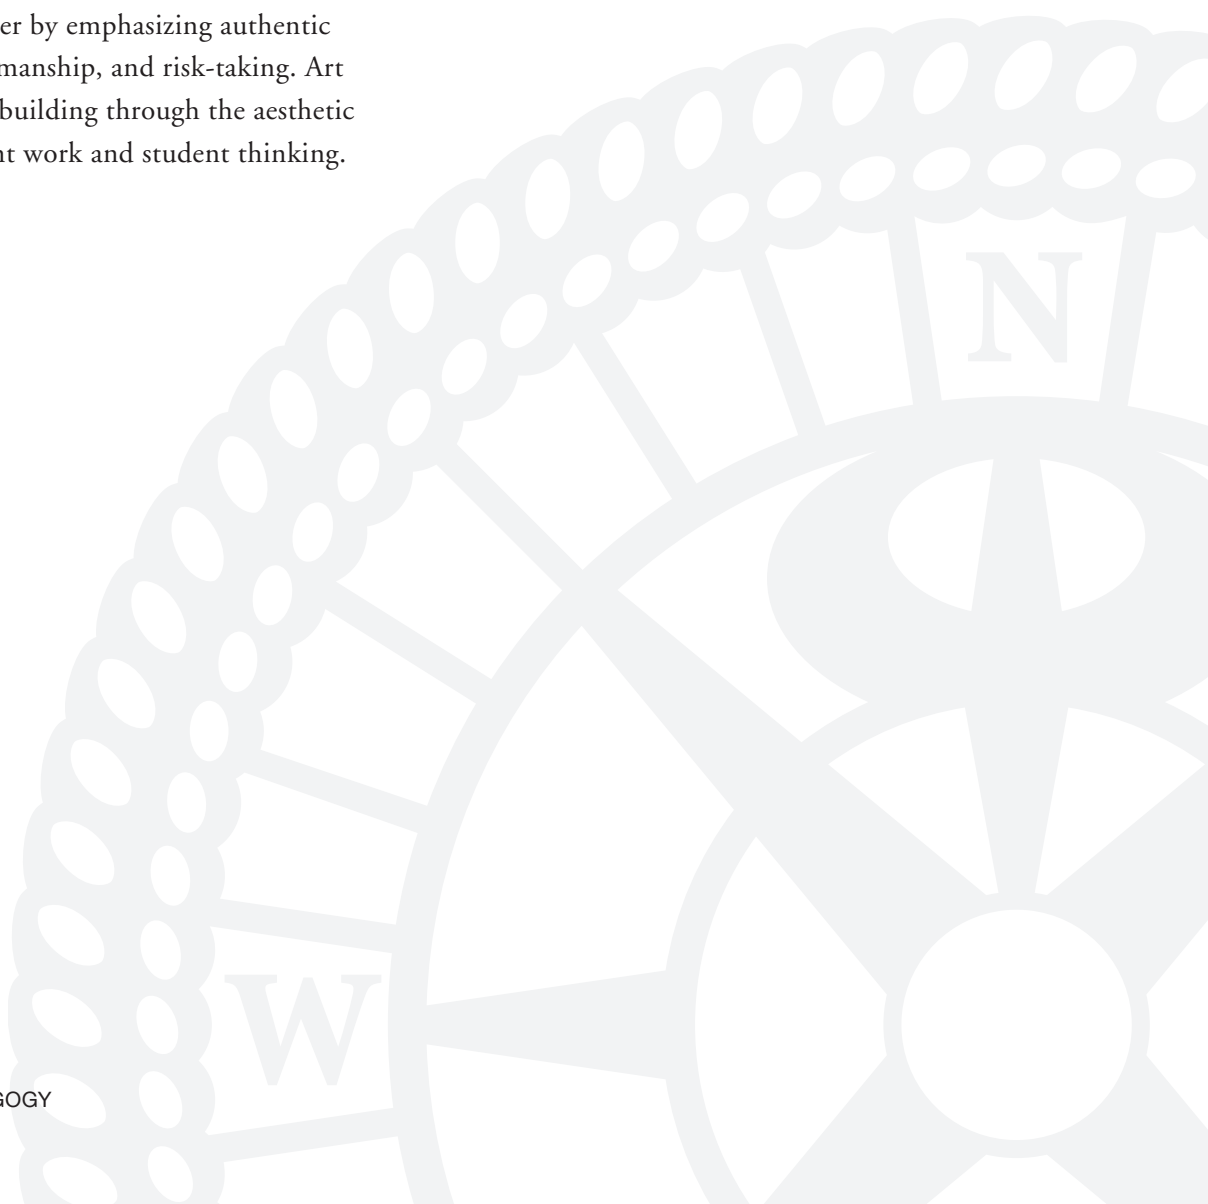 er by emphasizing authentic
manship, and risk-taking. Art
building through the aesthetic
nt work and student thinking.
N
W
GOGY